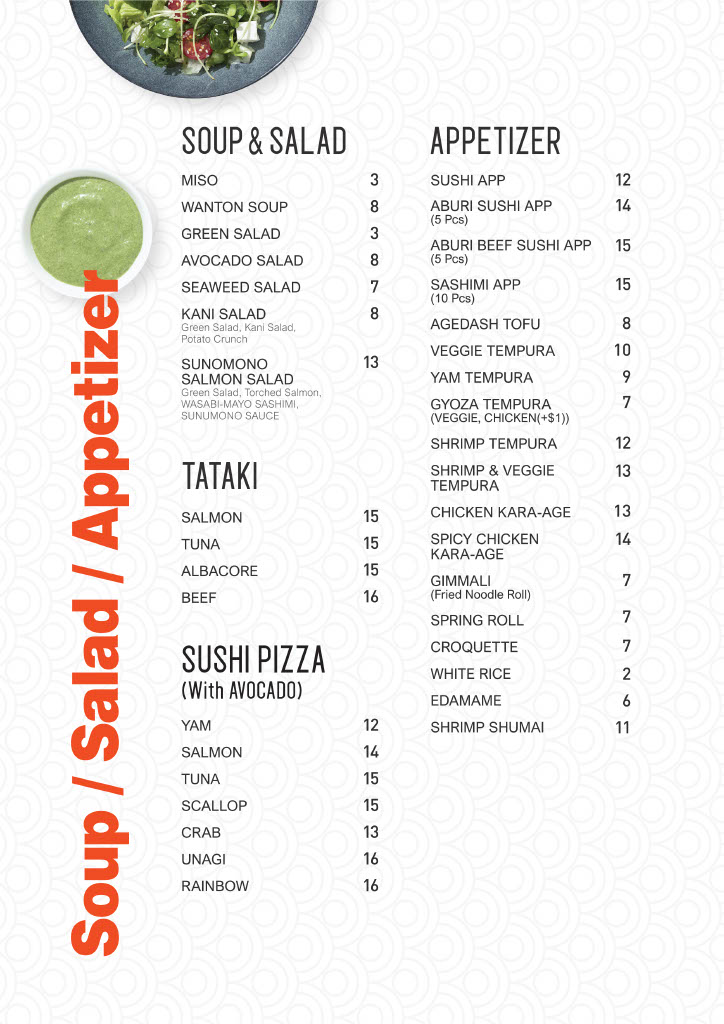 Soup / Salad / Appetizer
SOUP & SALAD
MISO 3
WANTON SOUP 8
GREEN SALAD 3
AVOCADO SALAD 8
SEAWEED SALAD 7
KANI SALAD 8
Green Salad, Kani Salad,
Potato Crunch
SUNOMONO 13
SALMON SALAD
Green Salad, Torched Salmon,
WASABI-MAYO SASHIMI,
SUNUMONO SAUCE
TATAKI
SALMON 15
TUNA 15
ALBACORE 15
BEEF 16
SUSHI PIZZA
(With AVOCADO)
YAM 12
SALMON 14
TUNA 15
SCALLOP 15
CRAB 13
UNAGI 16
RAINBOW 16
APPETIZER
SUSHI APP 12
ABURI SUSHI APP 14
(5 Pcs)
ABURI BEEF SUSHI APP 15
(5 Pcs)
SASHIMI APP 15
(10 Pcs)
AGEDASH TOFU 8
VEGGIE TEMPURA 10
YAM TEMPURA 9
GYOZA TEMPURA 7
(VEGGIE, CHICKEN(+$1))
SHRIMP TEMPURA 12
SHRIMP & VEGGIE 13
TEMPURA
CHICKEN KARA-AGE 13
SPICY CHICKEN 14
KARA-AGE
GIMMALI 7
(Fried Noodle Roll)
SPRING ROLL 7
CROQUETTE 7
WHITE RICE 2
EDAMAME 6
SHRIMP SHUMAI 11